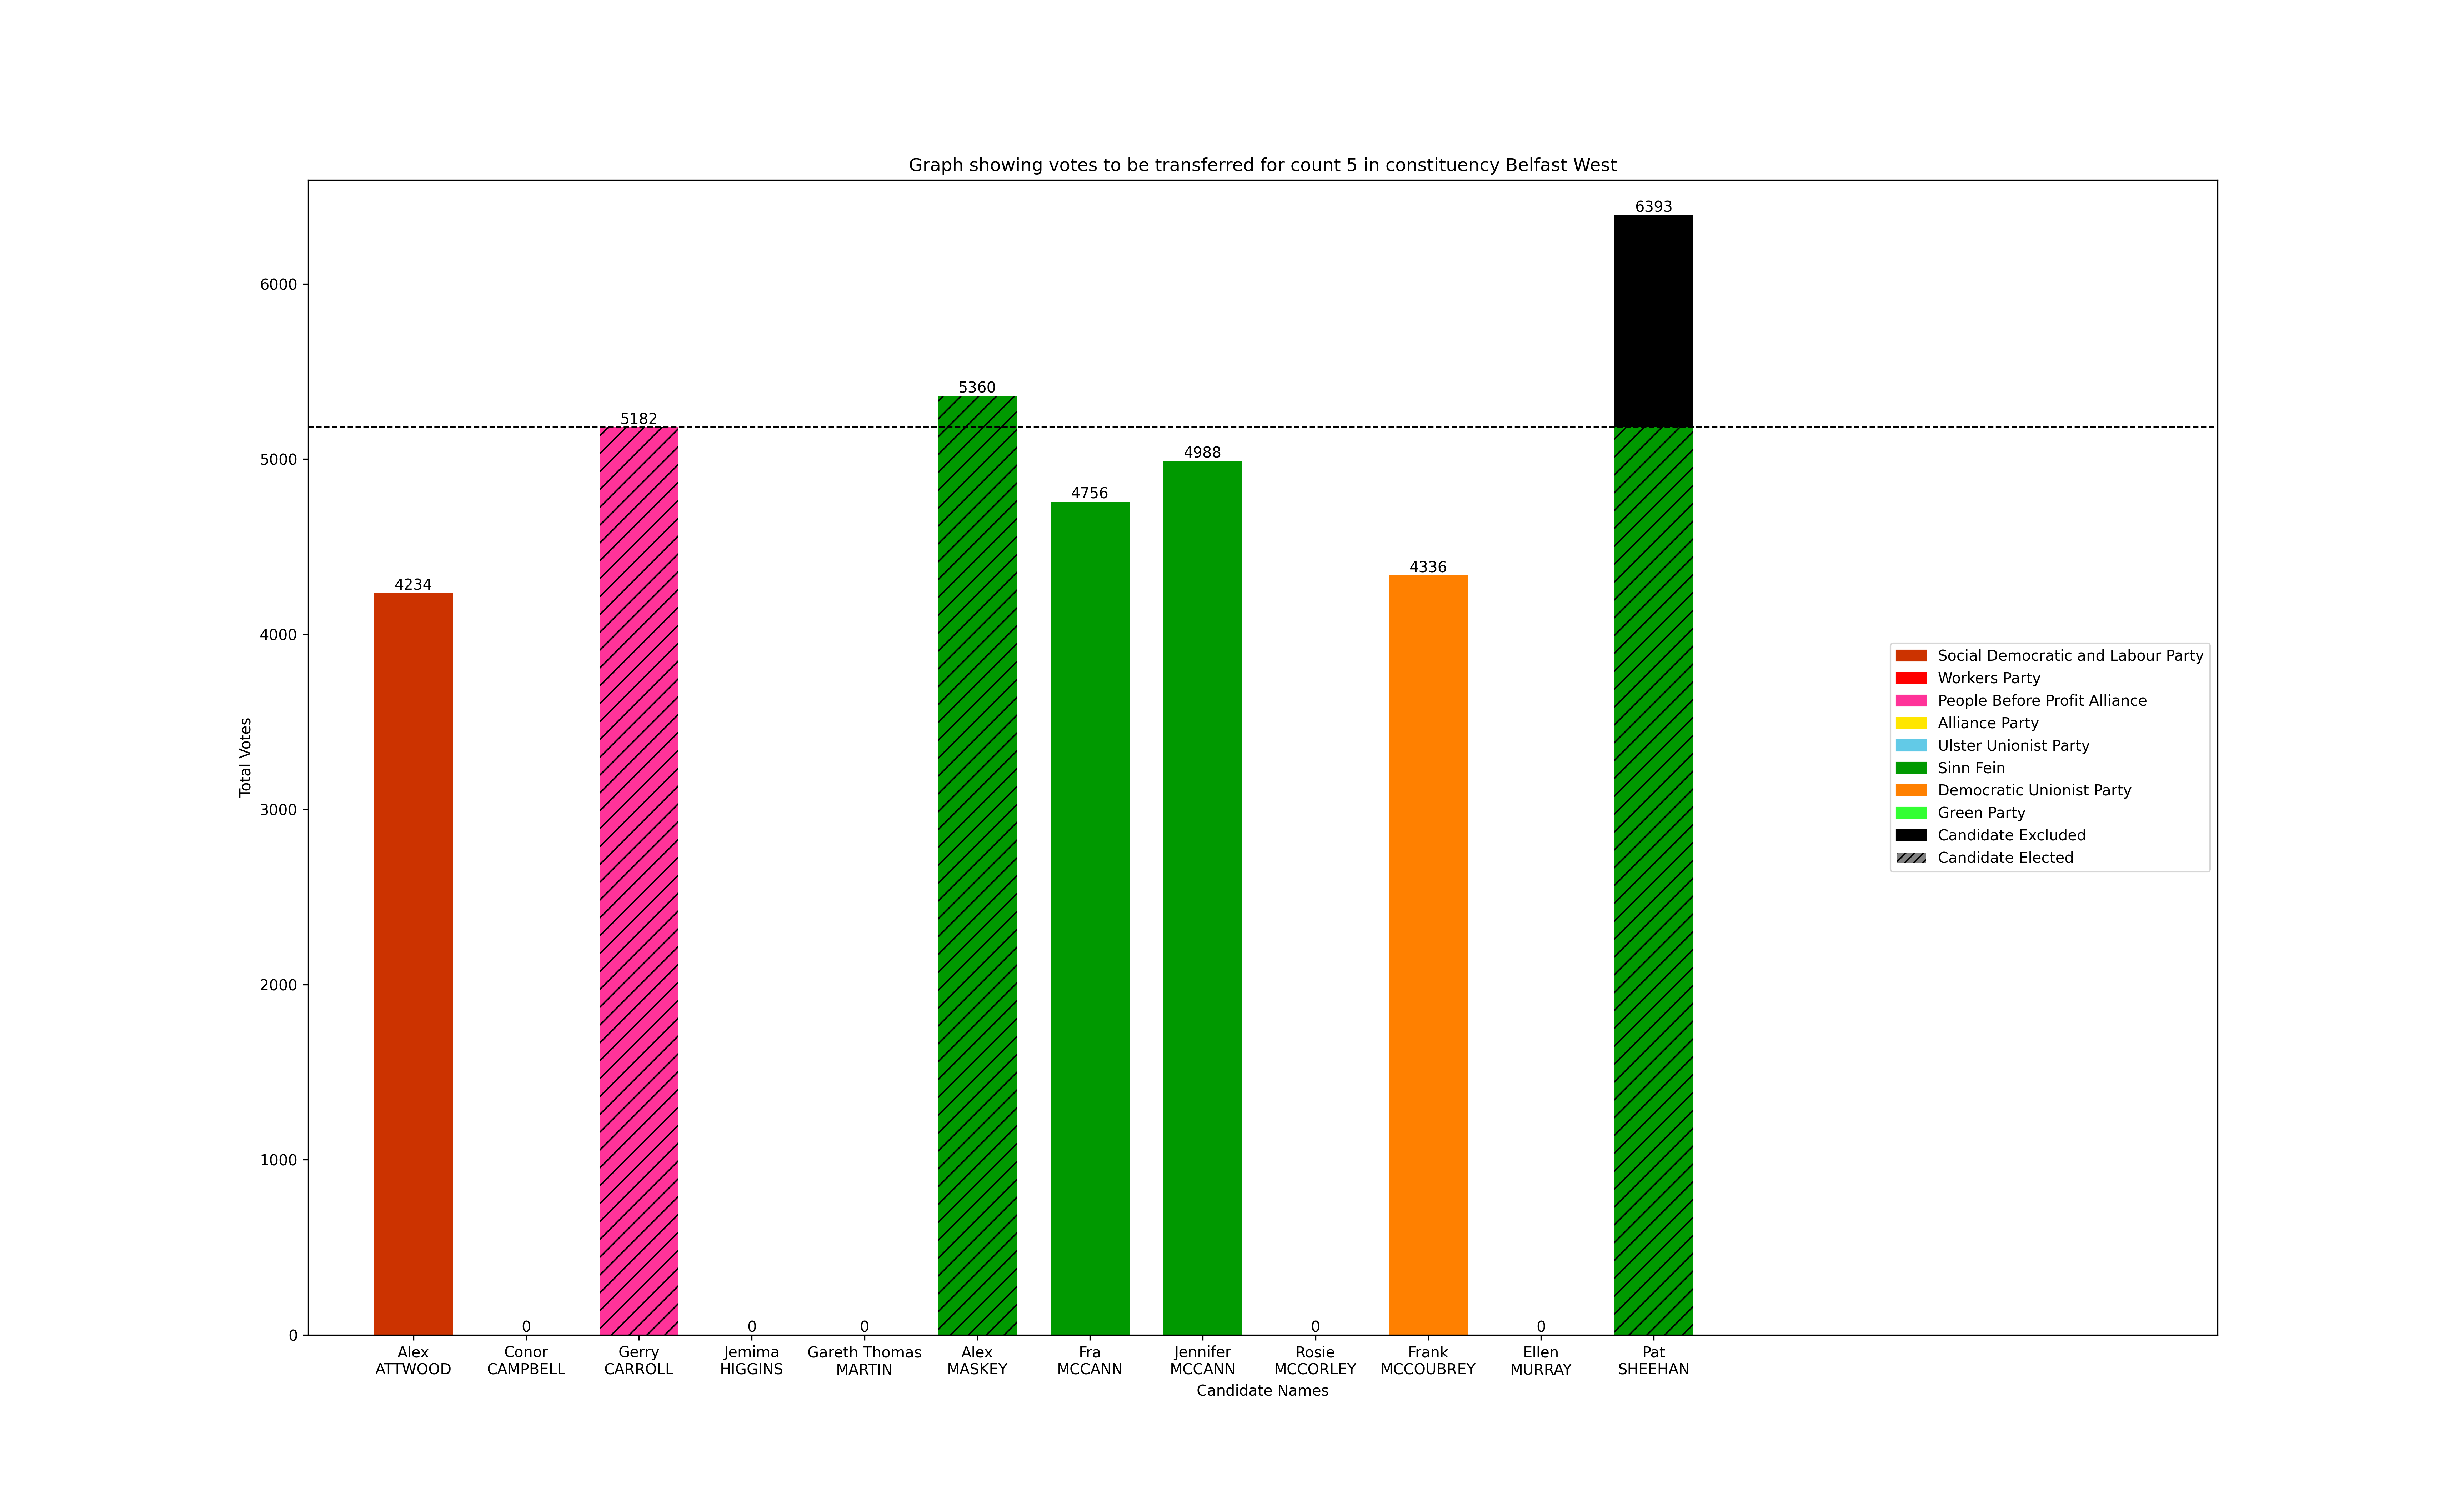 Graph showing votes to be transferred for count 5 in constituency Belfast West
6393
6000
5360
5182
5000
4988
4756
4336
4234
4000
3000
2000
1000
0
0
0
0
0
0
Total Votes
Social Democratic and Labour Party
Workers Party
People Before Profit Alliance
Alliance Party
Ulster Unionist Party
Sinn Fein
Democratic Unionist Party
Green Party
Candidate Excluded
Candidate Elected
Alex
ATTWOOD
Conor
CAMPBELL
Gerry
CARROLL
Jemima
HIGGINS
Gareth Thomas
MARTIN
Alex
MASKEY
Fra
MCCANN
Jennifer
MCCANN
Rosie
MCCORLEY
Frank
MCCOUBREY
Ellen
MURRAY
Pat
SHEEHAN
Candidate Names